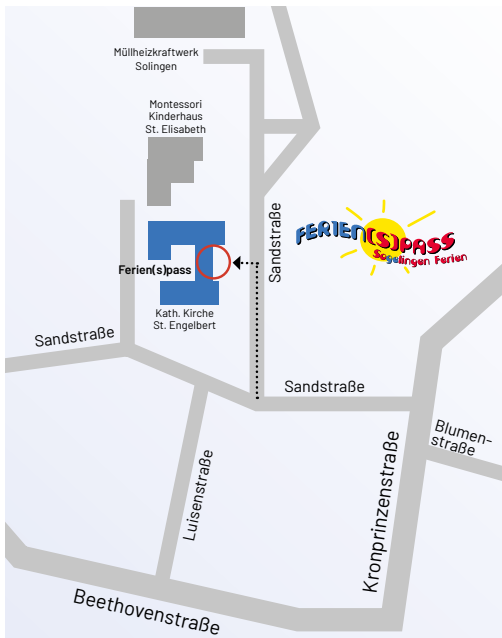 Müllheizkraftwerk
Solingen
Montessori
Kinderhaus
St. Elisabeth
Sandstraße
FERIEN(S)PASS
Sogelingen Ferien
Ferien(s)pass
Kath. Kirche
St. Engelbert
Sandstraße
Sandstraße
Blumen-
straße
Luisenstraße
Kronprinzenstraße
Beethovenstraße